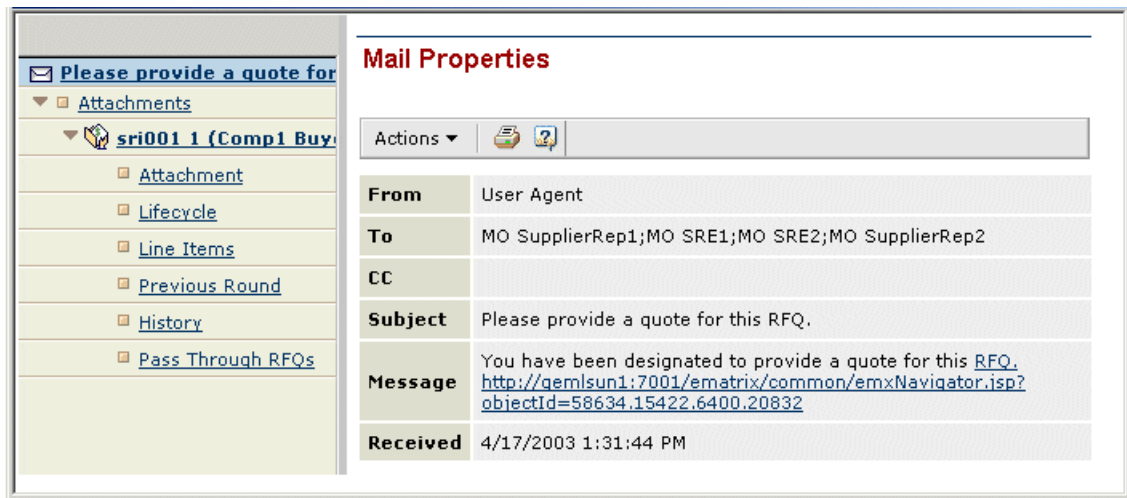 Please provide a quote for
Attachments
sri001 1 (Comp1 Buy
Attachment
Lifecycle
Line Items
Previous Round
History
Pass Through RFQs
Mail Properties
Actions
From User Agent
To MO SupplierRep1;MO SRE1;MO SRE2;MO SupplierRep2
CC
Subject Please provide a quote for this RFQ.
Message You have been designated to provide a quote for this RFQ.
http://qemlsun1:7001/ematrix/common/emxNavigator.jsp?
objectId=58634.15422.6400.20832
Received 4/17/2003 1:31:44 PM